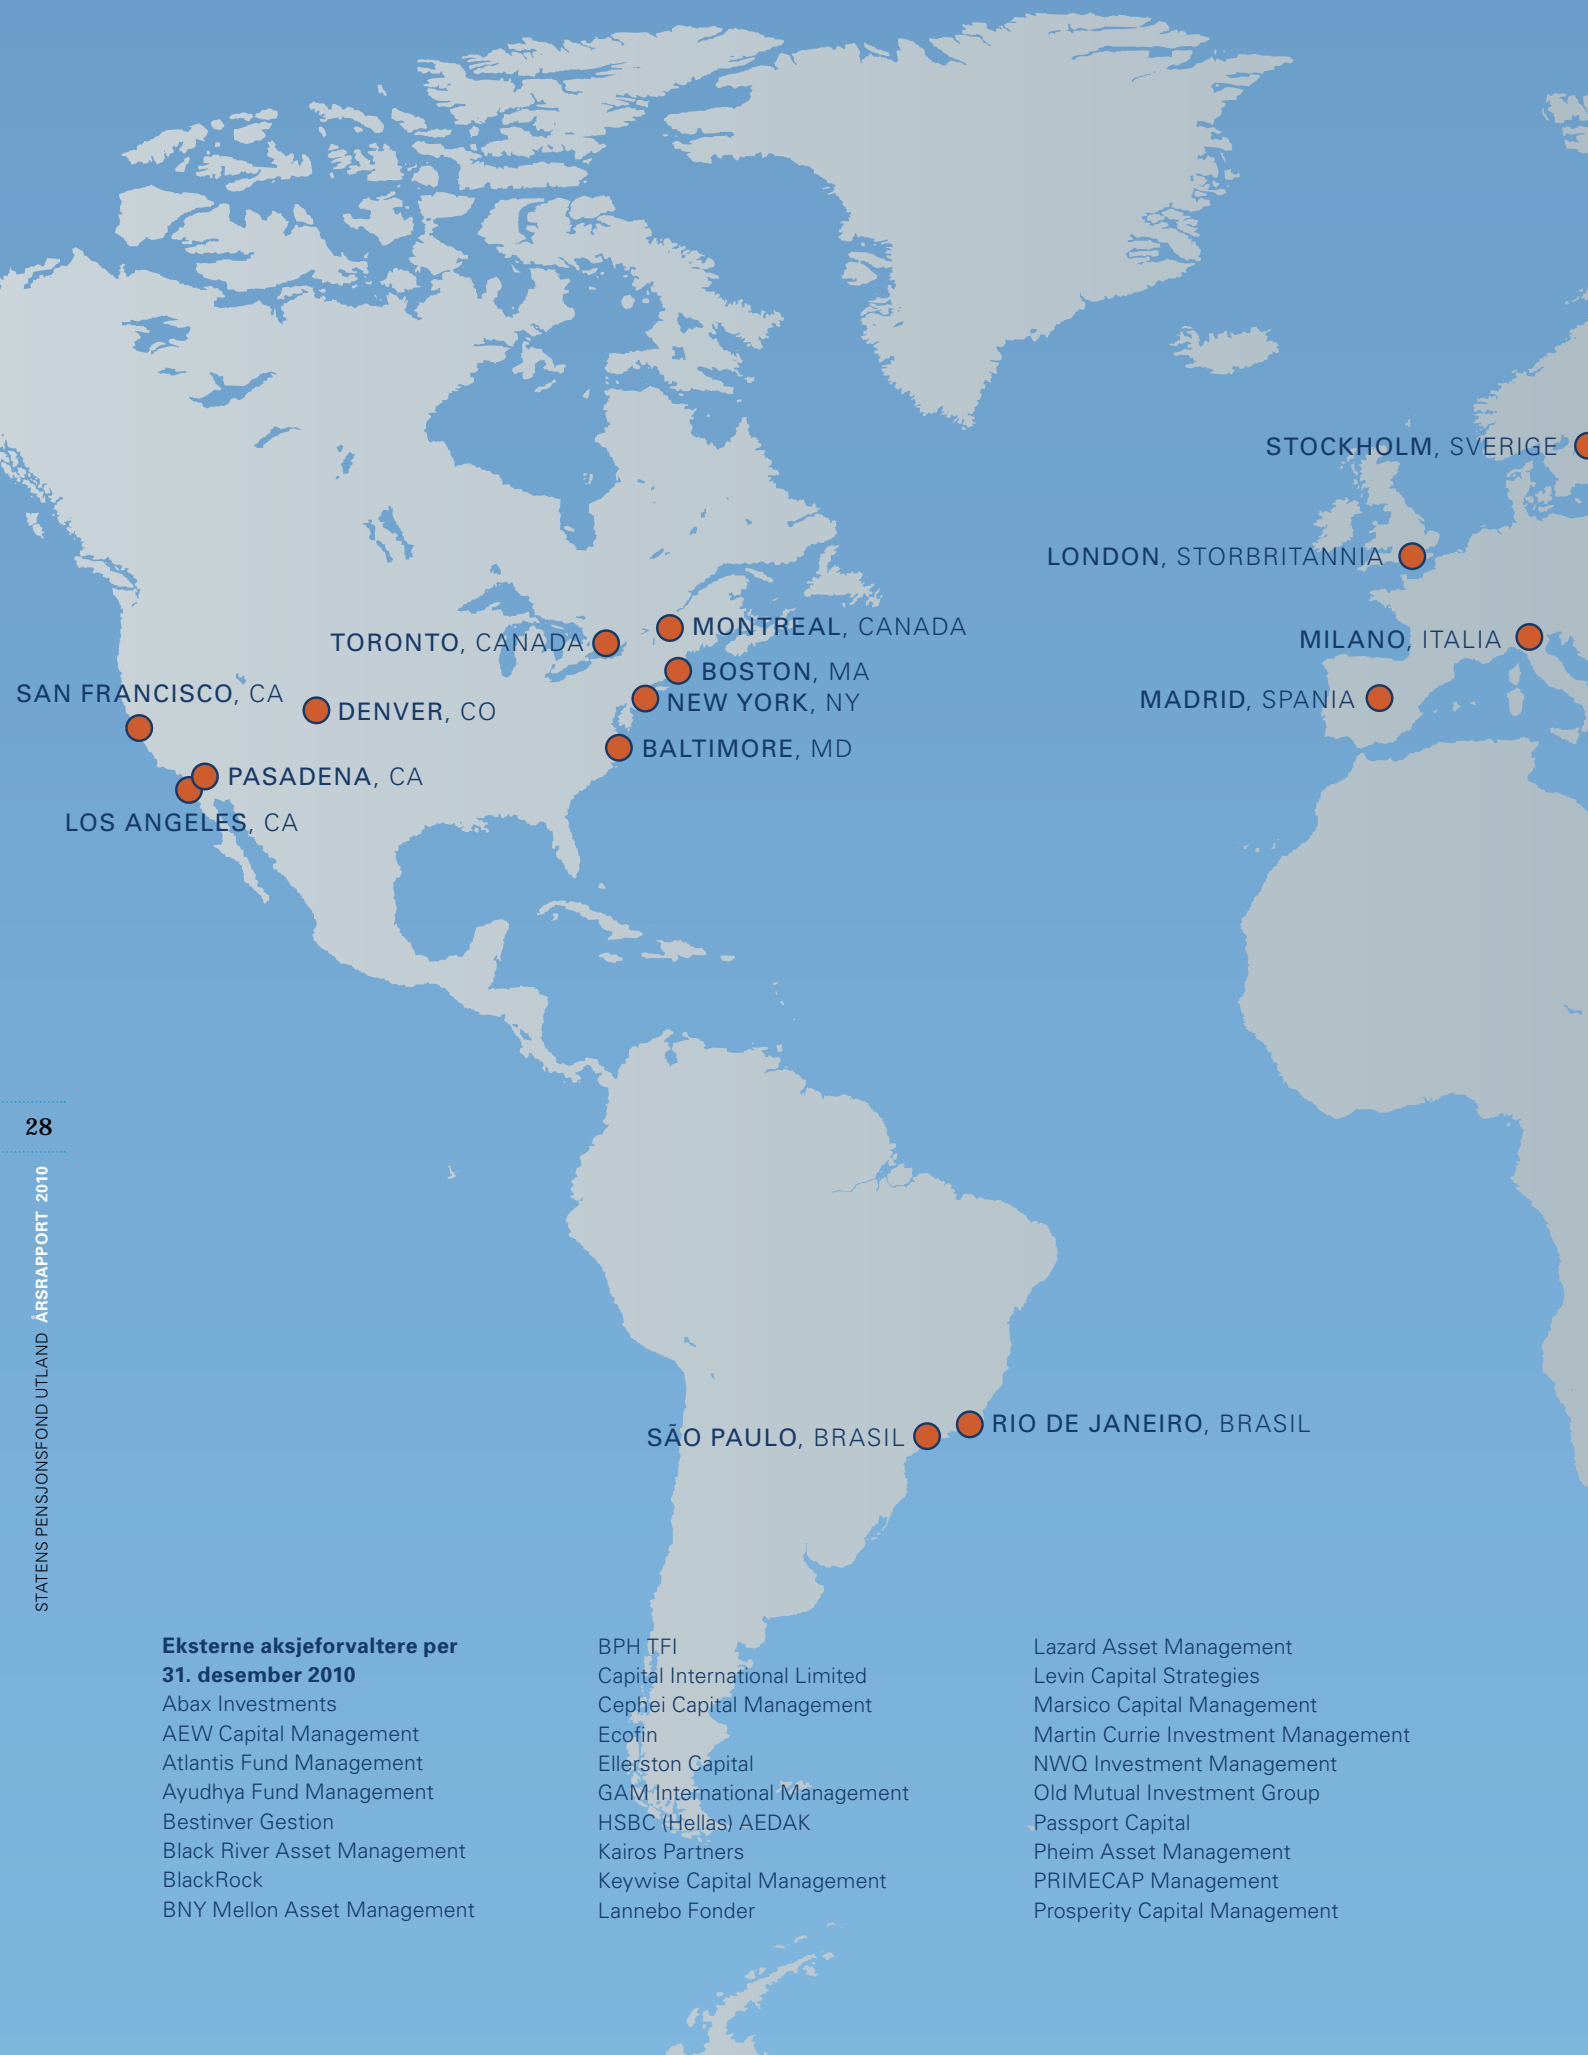 STOCKHOLM, SVERIGE
LONDON, STORBRITANNIA
MONTREAL, CANADA
TORONTO, CANADA
MILANO, ITALIA
BOSTON, MA
SAN FRANCISCO, CA
NEW YORK, NY
MADRID, SPANIA
DENVER, CO
BALTIMORE, MD
PASADENA, CA
LOS ANGELES, CA
28
STATENS PENSJONSFOND UTLAND ÅRSRAPPORT 2010
SÃO PAULO, BRASIL
RIO DE JANEIRO, BRASIL
Eksterne aksjeforvaltere per
31. desember 2010
Abax Investments
AEW Capital Management
Atlantis Fund Management
Ayudhya Fund Management
Bestinver Gestion
Black River Asset Management
BlackRock
BNY Mellon Asset Management
BPH TFI
Capital International Limited
Cephei Capital Management
Ecofin
Ellerston Capital
GAM International Management
HSBC (Hellas) AEDAK
Kairos Partners
Keywise Capital Management
Lannebo Fonder
Lazard Asset Management
Levin Capital Strategies
Marsico Capital Management
Martin Currie Investment Management
NWQ Investment Management
Old Mutual Investment Group
Passport Capital
Pheim Asset Management
PRIMECAP Management
Prosperity Capital Management